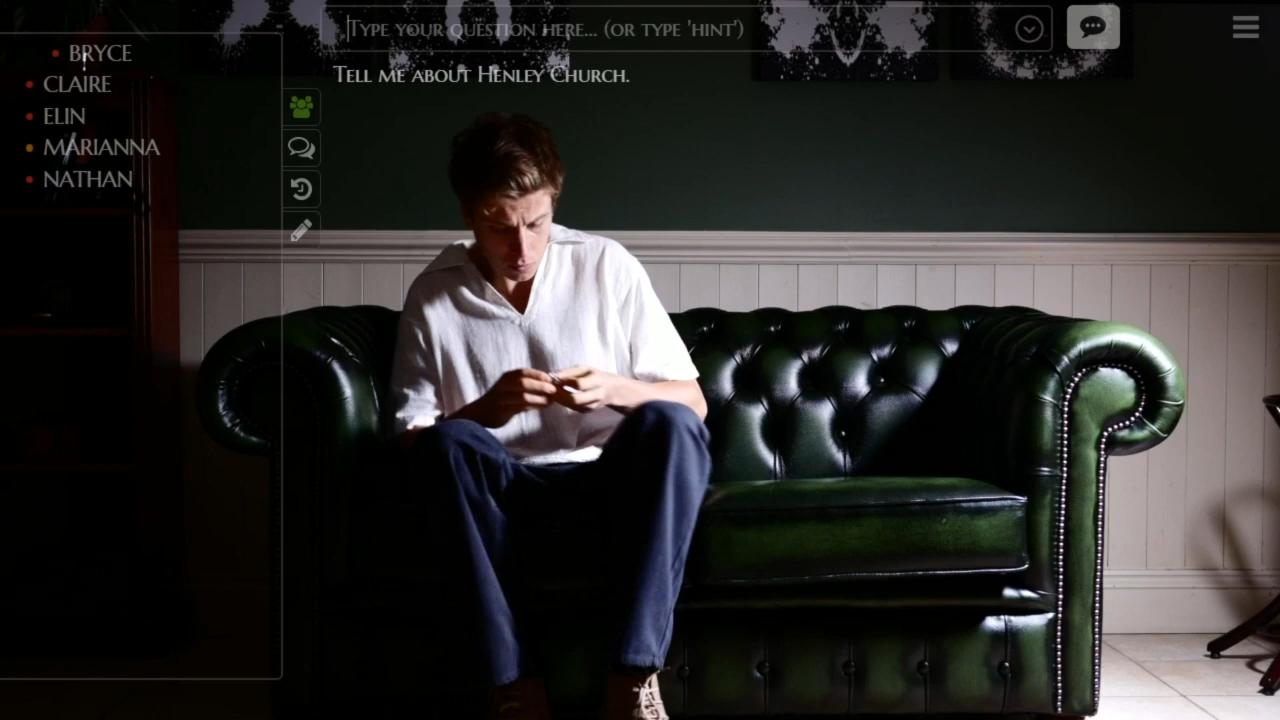 Type your question here... (or type 'hint')
Tell me about Henley Church.
BRYCE
CLAIRE
ELIN
MARIANNA
NATHAN